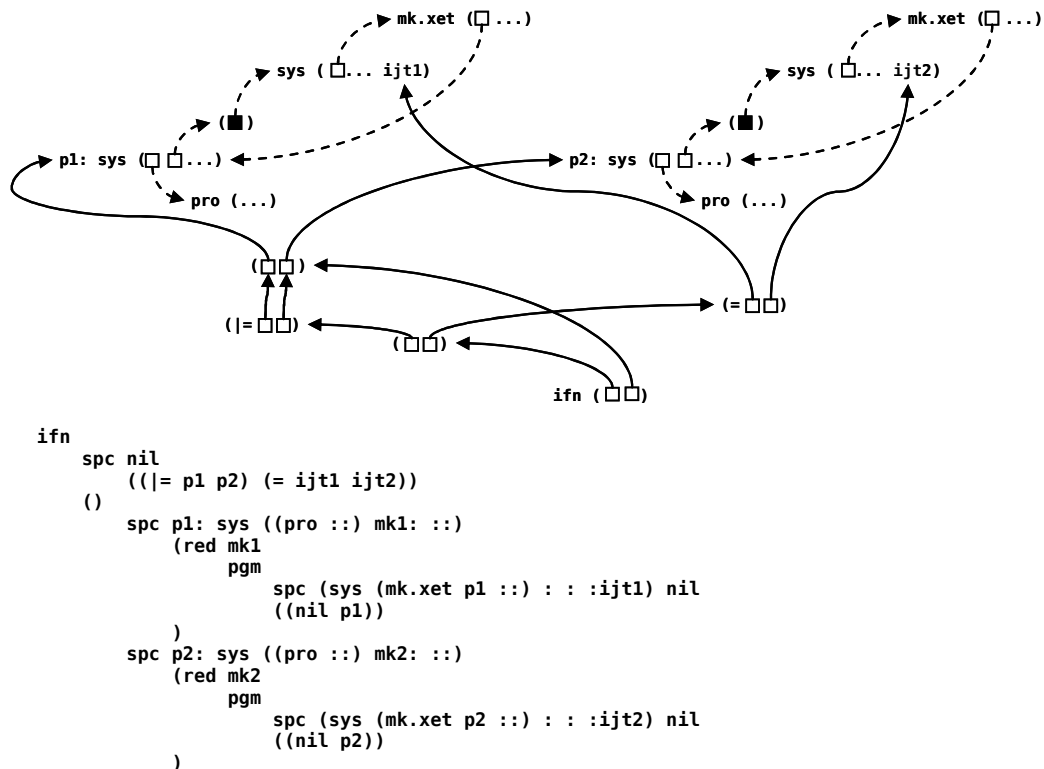 mk.xet (□ ...) mk.xet (□ ...)
sys ( □... ijt1) sys ( □... ijt2)
(■) (■)
p1: sys (□ □...) p2: sys (□ □...)
pro (...) pro (...)
(□□)
(= □□)
(|= □□)
(□□)
ifn (□□)
ifn
    spc nil
        ((|= p1 p2) (= ijt1 ijt2))
    ()
        spc p1: sys ((pro ::) mk1: ::)
            (red mk1
                 pgm
                     spc (sys (mk.xet p1 ::) : : :ijt1) nil
                     ((nil p1))
            )
        spc p2: sys ((pro ::) mk2: ::)
            (red mk2
                 pgm
                     spc (sys (mk.xet p2 ::) : : :ijt2) nil
                     ((nil p2))
            )